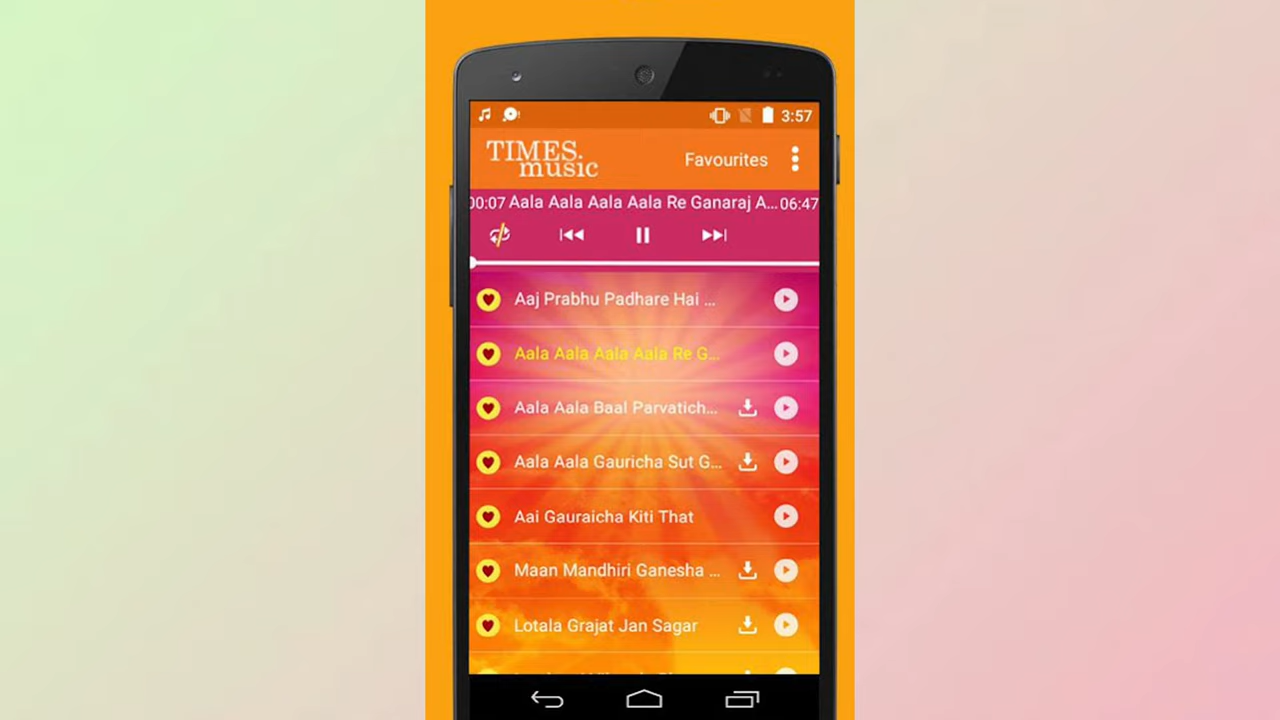 3:57
TIMES
music
Favourites
00:07 Aala Aala Aala Aala Re Ganaraj A... 06:47
Aaj Prabhu Padhare Hai ...
Aala Aala Aala Aala Re G...
Aala Aala Baal Parvatich...
Aala Aala Gauricha Sut G...
Aai Gauraicha Kiti That
Maan Mandhiri Ganesha ...
Lotala Grajat Jan Sagar